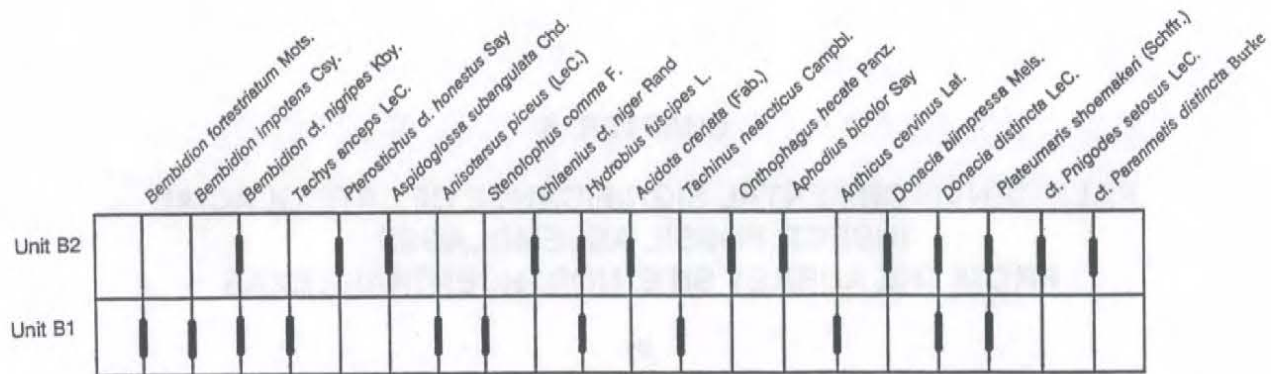 Bembidion fortestriatum Mots.
Bembidion impotens Csy.
Bembidion cf. nigripes Kby.
Tachys anceps LeC.
Pterostichus cf. honestus Say
Aspidoglossa subangulata Chd.
Anisotarsus piceus (LeC.)
Stenolophus comma F.
Chlaenius cf. niger Rand
Hydrobius fuscipes L.
Acidota crenata (Fab.)
Tachinus nearcticus Campbl.
Onthophagus hecate Panz.
Aphodius bicolor Say
Anthicus cervinus Laf.
Donacia biimpressa Mels.
Donacia distincta LeC.
Plateumaris shoemakeri (Schffr.)
cf. Pnigodes setosus LeC.
cf. Paranmetis distincta Burke
Unit B2
Unit B1